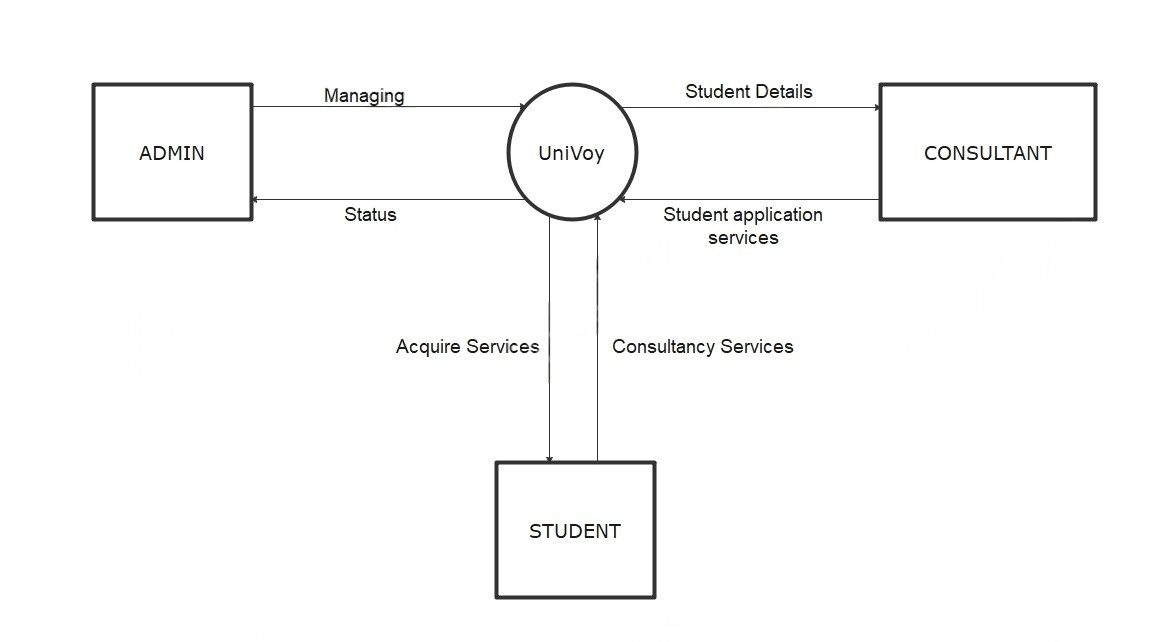 Managing
Student Details
ADMIN
UniVoy
CONSULTANT
Status
Student application
services
Acquire Services
Consultancy Services
STUDENT